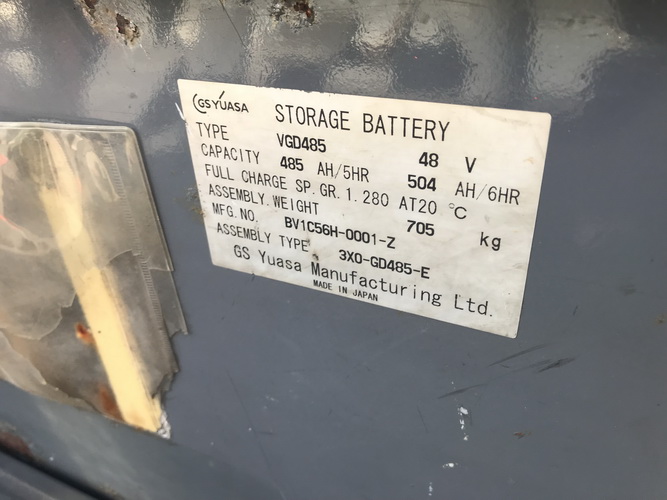 GS YUASA STORAGE BATTERY
TYPE VGD485 48 V
CAPACITY 485 AH/5HR 504 AH/6HR
FULL CHARGE SP. GR. 1.280 AT20 °C
ASSEMBLY. WEIGHT 705 kg
MFG. NO. BV1C56H-0001-Z
ASSEMBLY TYPE 3X0-GD485-E
GS Yuasa Manufacturing Ltd.
MADE IN JAPAN